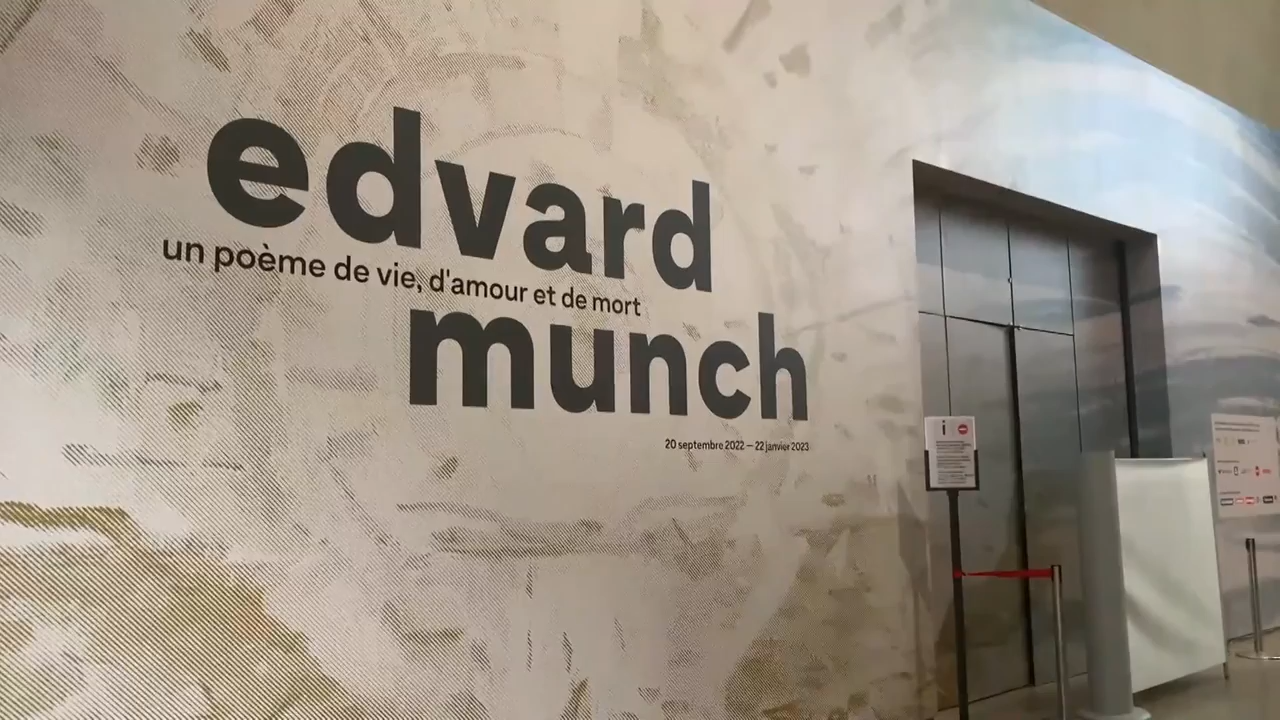 edvard
un poème de vie, d'amour et de mort
munch
20 septembre 2022 – 22 janvier 2023
i